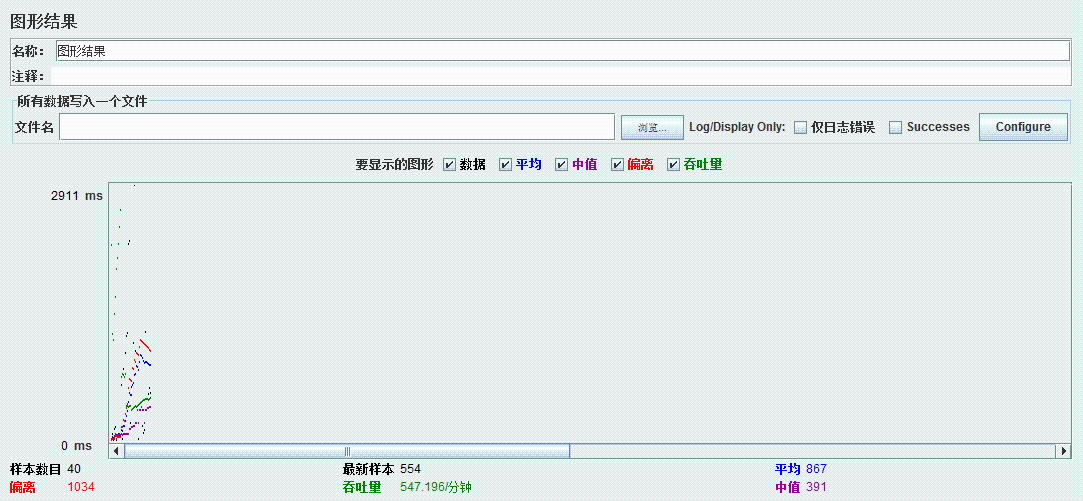 图形结果
名称： 图形结果
注释：
所有数据写入一个文件
文件名 浏览... Log/Display Only: 仅日志错误 Successes Configure
要显示的图形 数据 平均 中值 偏离 吞吐量
2911 ms
0 ms
样本数目 40 最新样本 554 平均 867
偏离 1034 吞吐量 547.196/分钟 中值 391